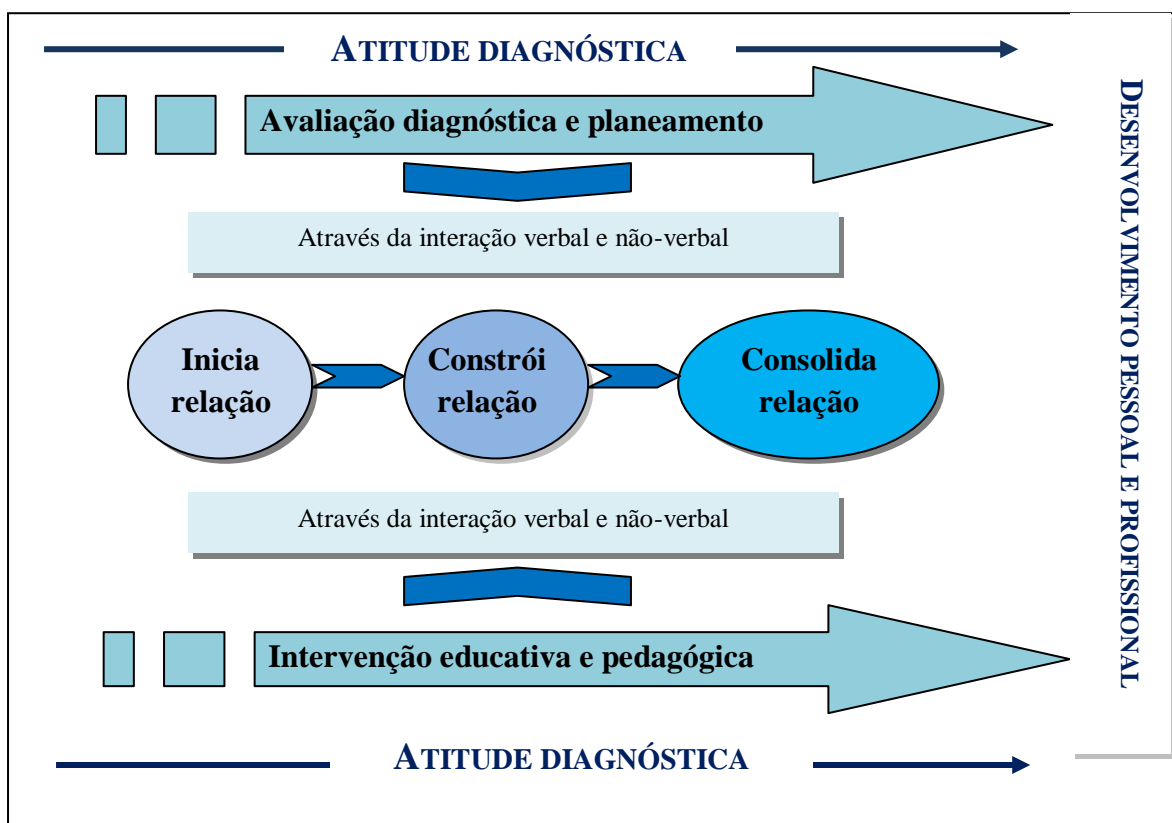 ATITUDE DIAGNÓSTICA
Avaliação diagnóstica e planeamento
Através da interação verbal e não-verbal
Inicia
relação
Constrói
relação
Consolida
relação
Através da interação verbal e não-verbal
Intervenção educativa e pedagógica
ATITUDE DIAGNÓSTICA
DESENVOLVIMENTO PESSOAL E PROFISSIONAL